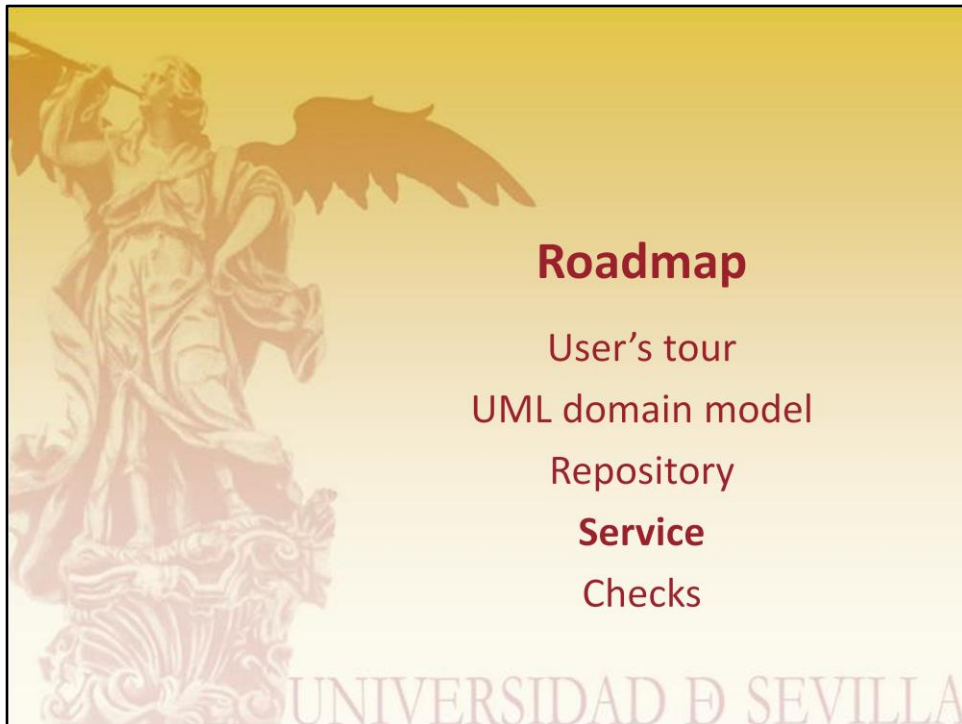 Roadmap
User’s tour
UML domain model
Repository
Service
Checks
UNIVERSIDAD Ð SEVILLA